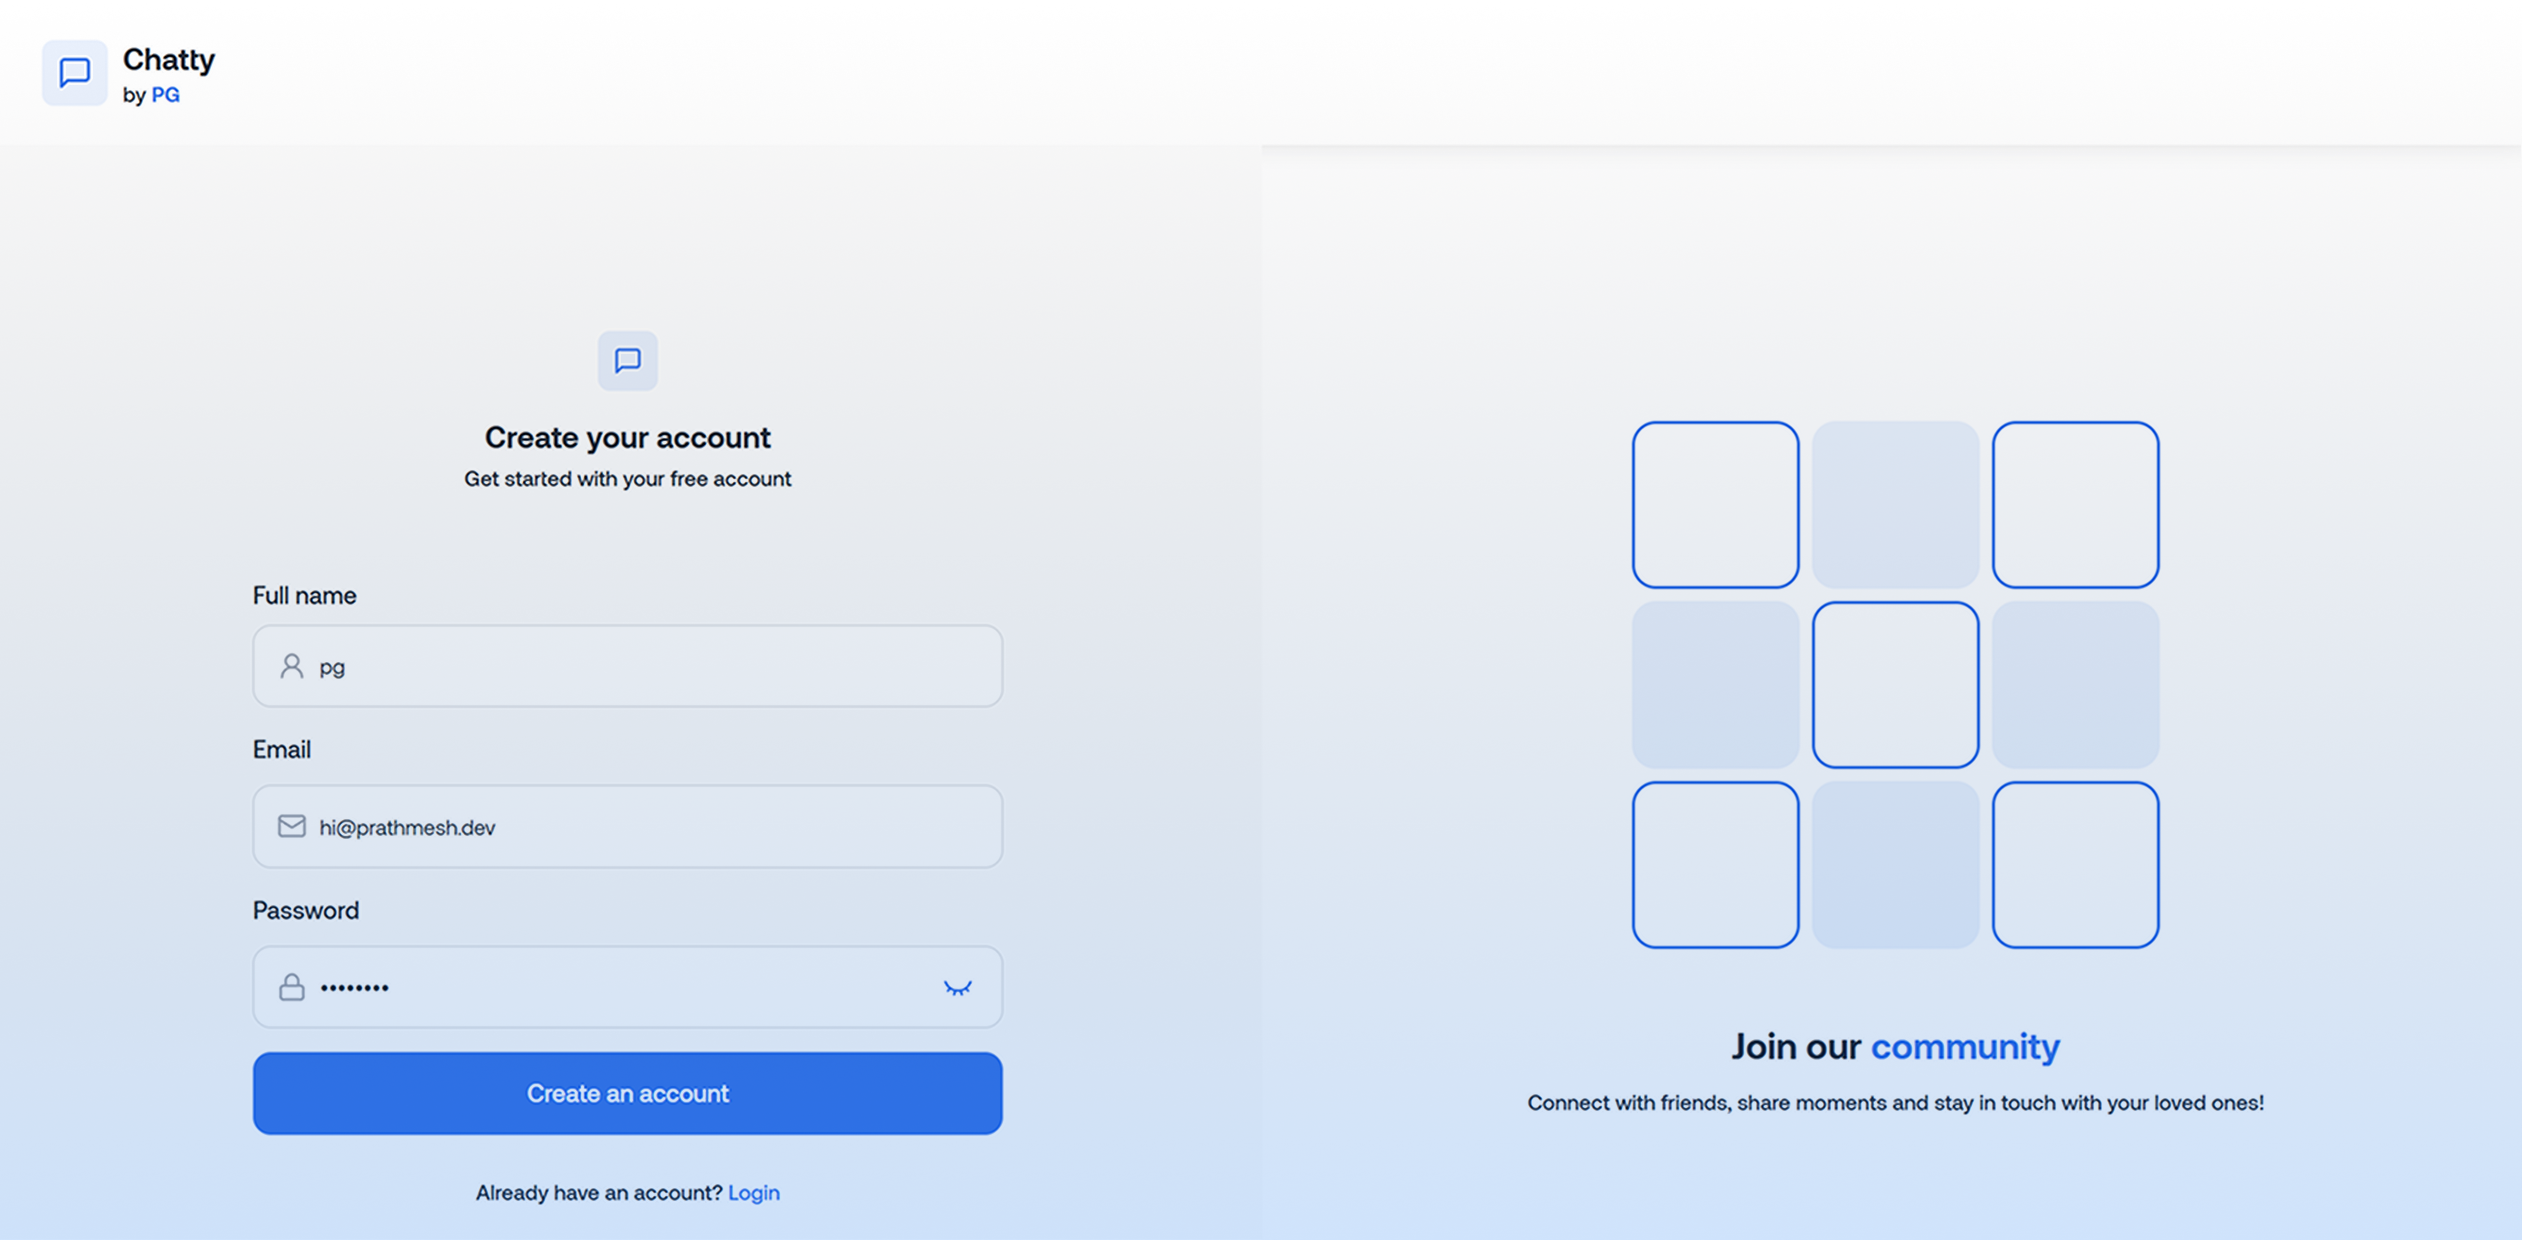 Chatty
by PG
Create your account
Get started with your free account
Full name
pg
Email
hi@prathmesh.dev
Password
••••••••
Create an account
Already have an account? Login
Join our community
Connect with friends, share moments and stay in touch with your loved ones!